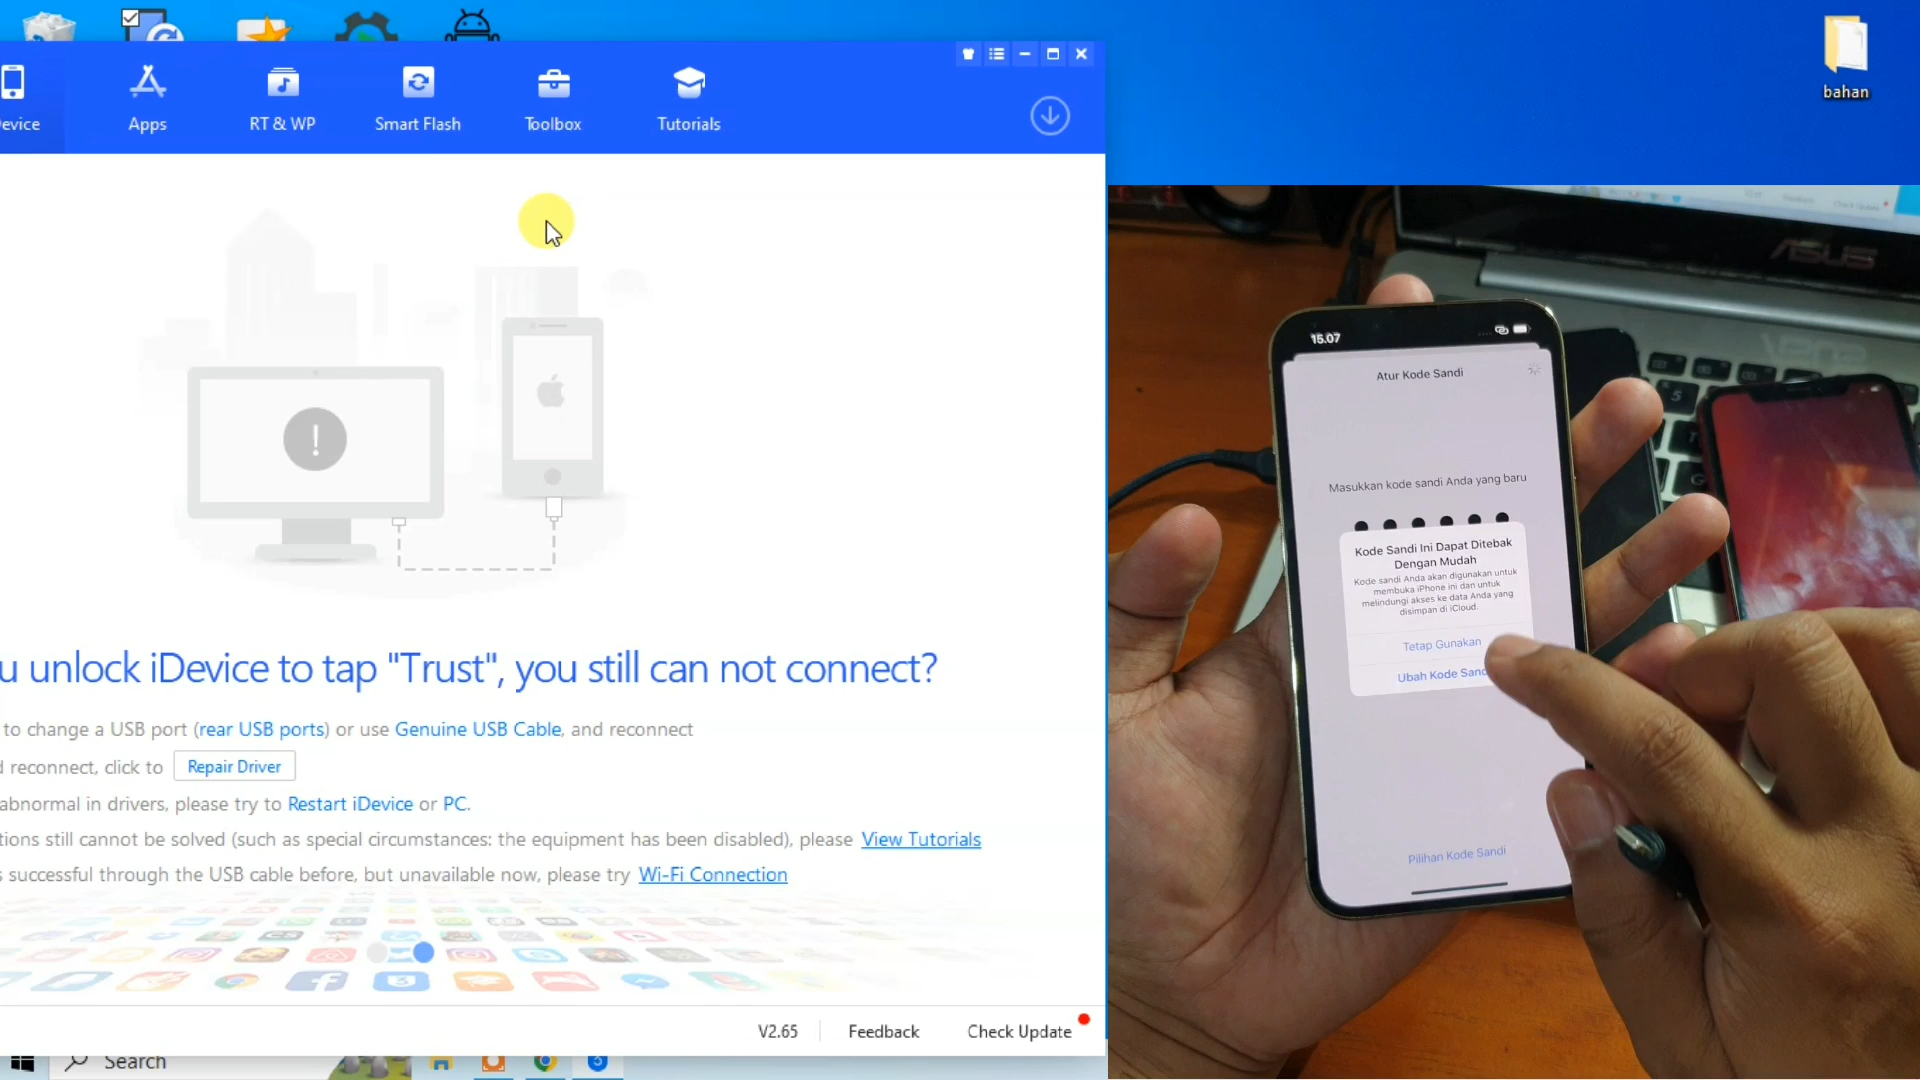 bahan
evice
Apps
RT & WP
Smart Flash
Toolbox
Tutorials
u unlock iDevice to tap "Trust", you still can not connect?
to change a USB port (rear USB ports) or use Genuine USB Cable, and reconnect
d reconnect, click to Repair Driver
abnormal in drivers, please try to Restart iDevice or PC.
tions still cannot be solved (such as special circumstances: the equipment has been disabled), please View Tutorials
s successful through the USB cable before, but unavailable now, please try Wi-Fi Connection
V2.65
Feedback
Check Update
Search
ASUS
15.07
Atur Kode Sandi
Masukkan kode sandi Anda yang baru
Kode Sandi Ini Dapat Ditebak
Dengan Mudah
Kode sandi Anda akan digunakan untuk
membuka iPhone ini dan untuk
melindungi akses ke data Anda yang
disimpan di iCloud.
Tetap Gunakan
Ubah Kode Sand
Pilihan Kode Sandi